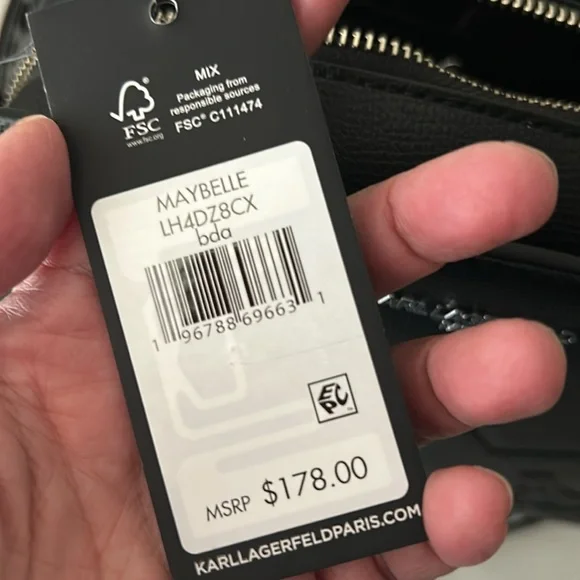 MIX
Packaging from
responsible sources
FSC® C111474
FSC
www.fsc.org
MAYBELLE
LH4DZ8CX
bda
1 96788 69663 1
EPC
MSRP $178.00
KARLLAGERFELDPARIS.COM